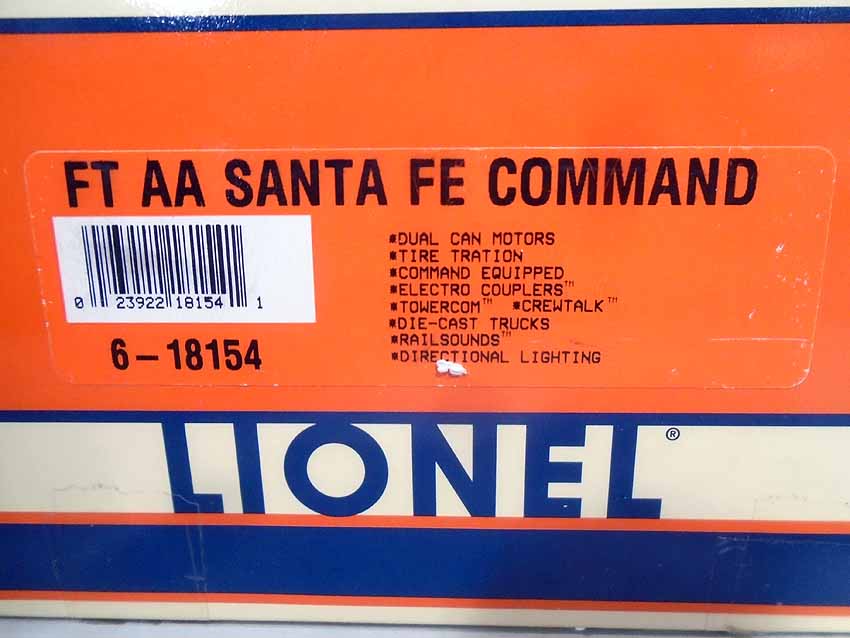 FT AA SANTA FE COMMAND
*DUAL CAN MOTORS
*TIRE TRATION
*COMMAND EQUIPPED
*ELECTRO COUPLERS™
*TOWERCOM™ *CREWTALK™
*DIE-CAST TRUCKS
*RAILSOUNDS™
*DIRECTIONAL LIGHTING
0 23922 18154 1
6-18154
LIONEL®